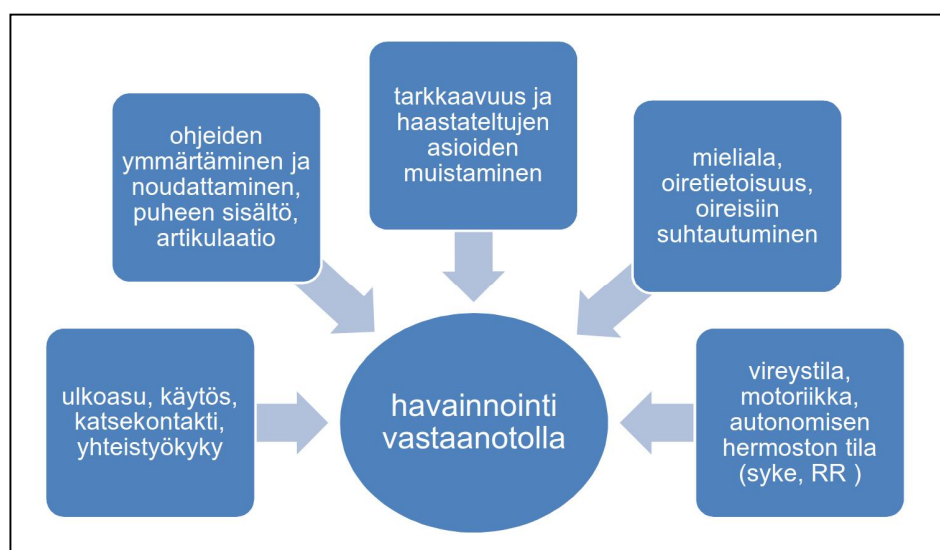 ulkoasu, käytös,
katsekontakti,
yhteistyökyky
ohjeiden
ymmärtäminen ja
noudattaminen,
puheen sisältö,
artikulaatio
tarkkaavuus ja
haastateltujen
asioiden
muistaminen
mieliala,
oiretietoisuus,
oireisiin
suhtautuminen
vireystila,
motoriikka,
autonomisen
hermoston tila
(syke, RR )
havainnointi
vastaanotolla